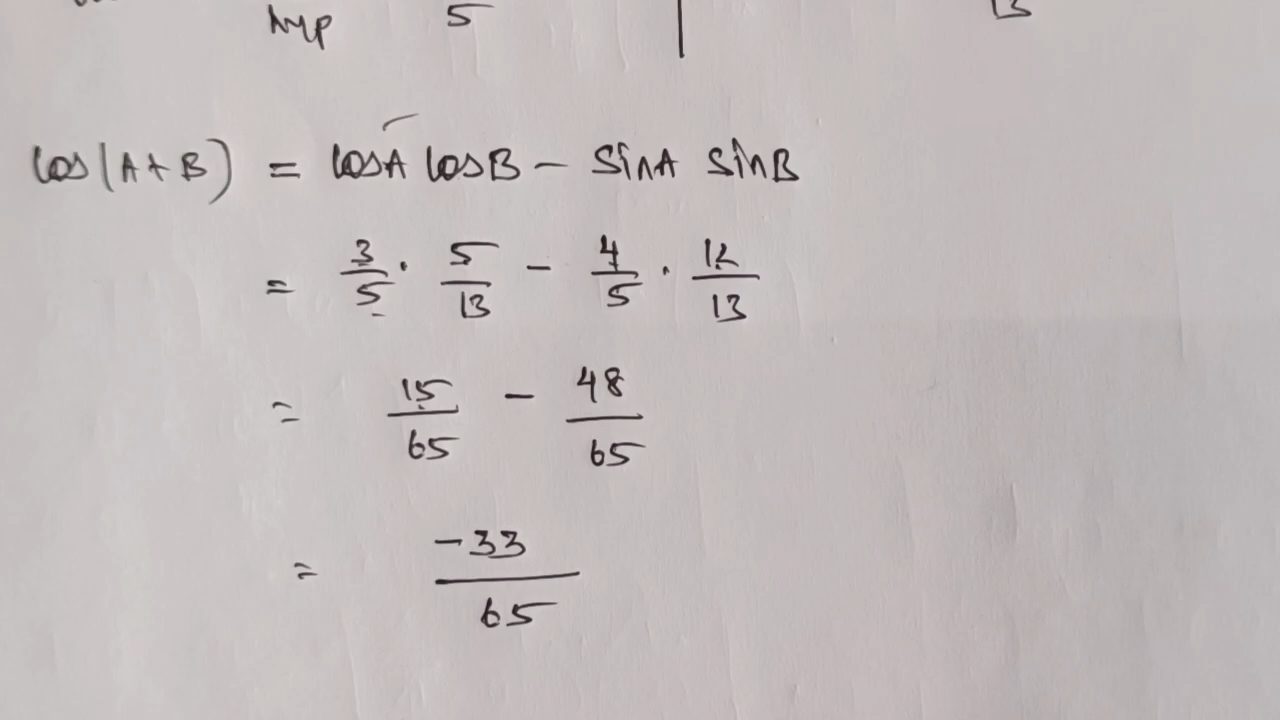 hyp 5 13
cos(A+B) = cosA cosB - sinA sinB
= 3/5 · 5/13 - 4/5 · 12/13
= 15/65 - 48/65
= -33/65